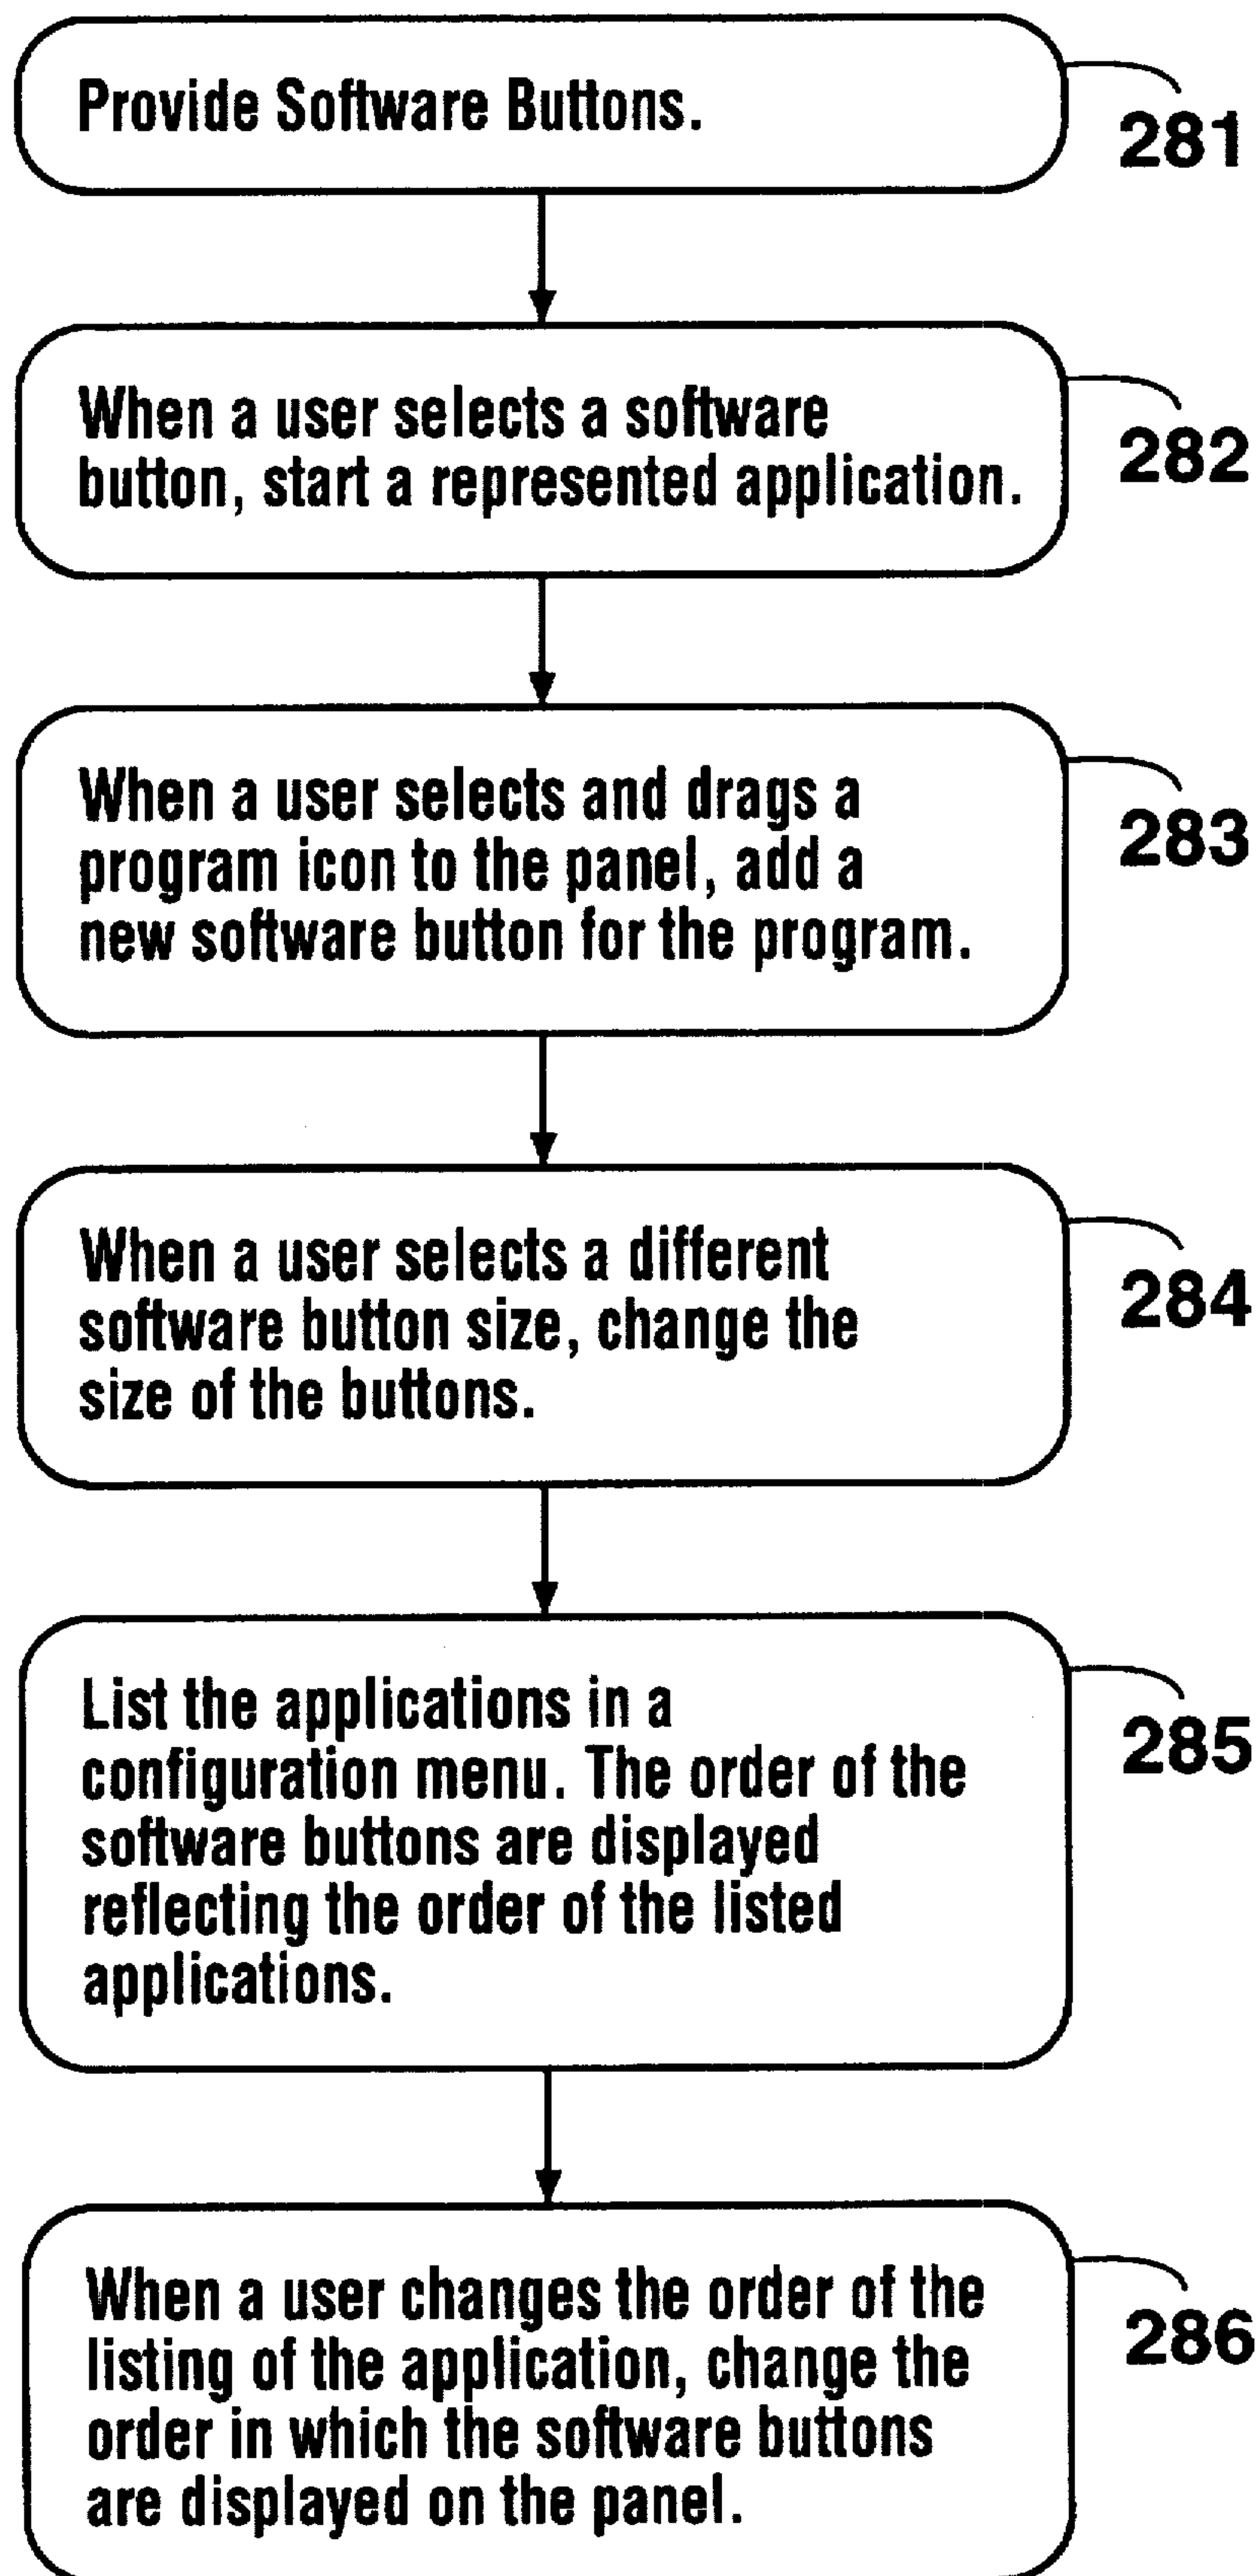 Provide Software Buttons.
281
When a user selects a software
button, start a represented application.
282
When a user selects and drags a
program icon to the panel, add a
new software button for the program.
283
When a user selects a different
software button size, change the
size of the buttons.
284
List the applications in a
configuration menu. The order of the
software buttons are displayed
reflecting the order of the listed
applications.
285
When a user changes the order of the
listing of the application, change the
order in which the software buttons
are displayed on the panel.
286